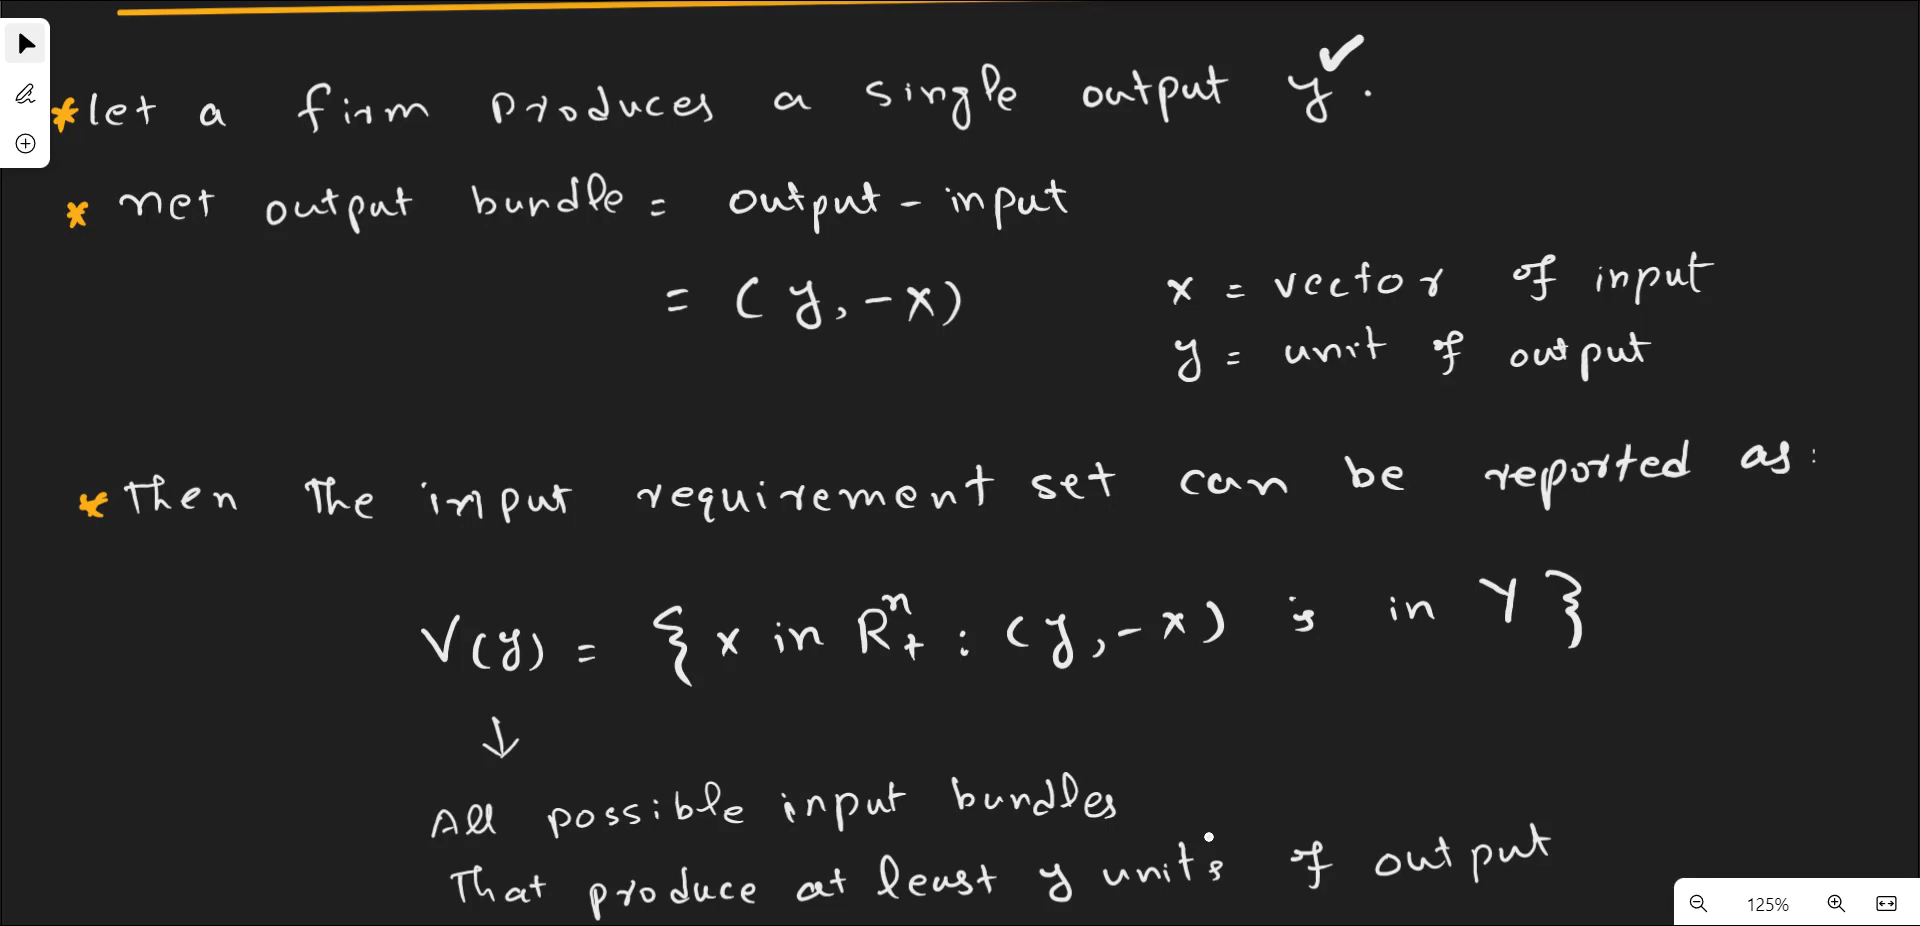 *let a firm produces a single output y✓.
* net output bundle = output - input
= (y, -x)
x = vector of input
y = unit of output
* Then the input requirement set can be reported as:
V(y) = { x in R₊ⁿ : (y, -x) is in Y }
↓
All possible input bundles
That produce at least y units of output
125%